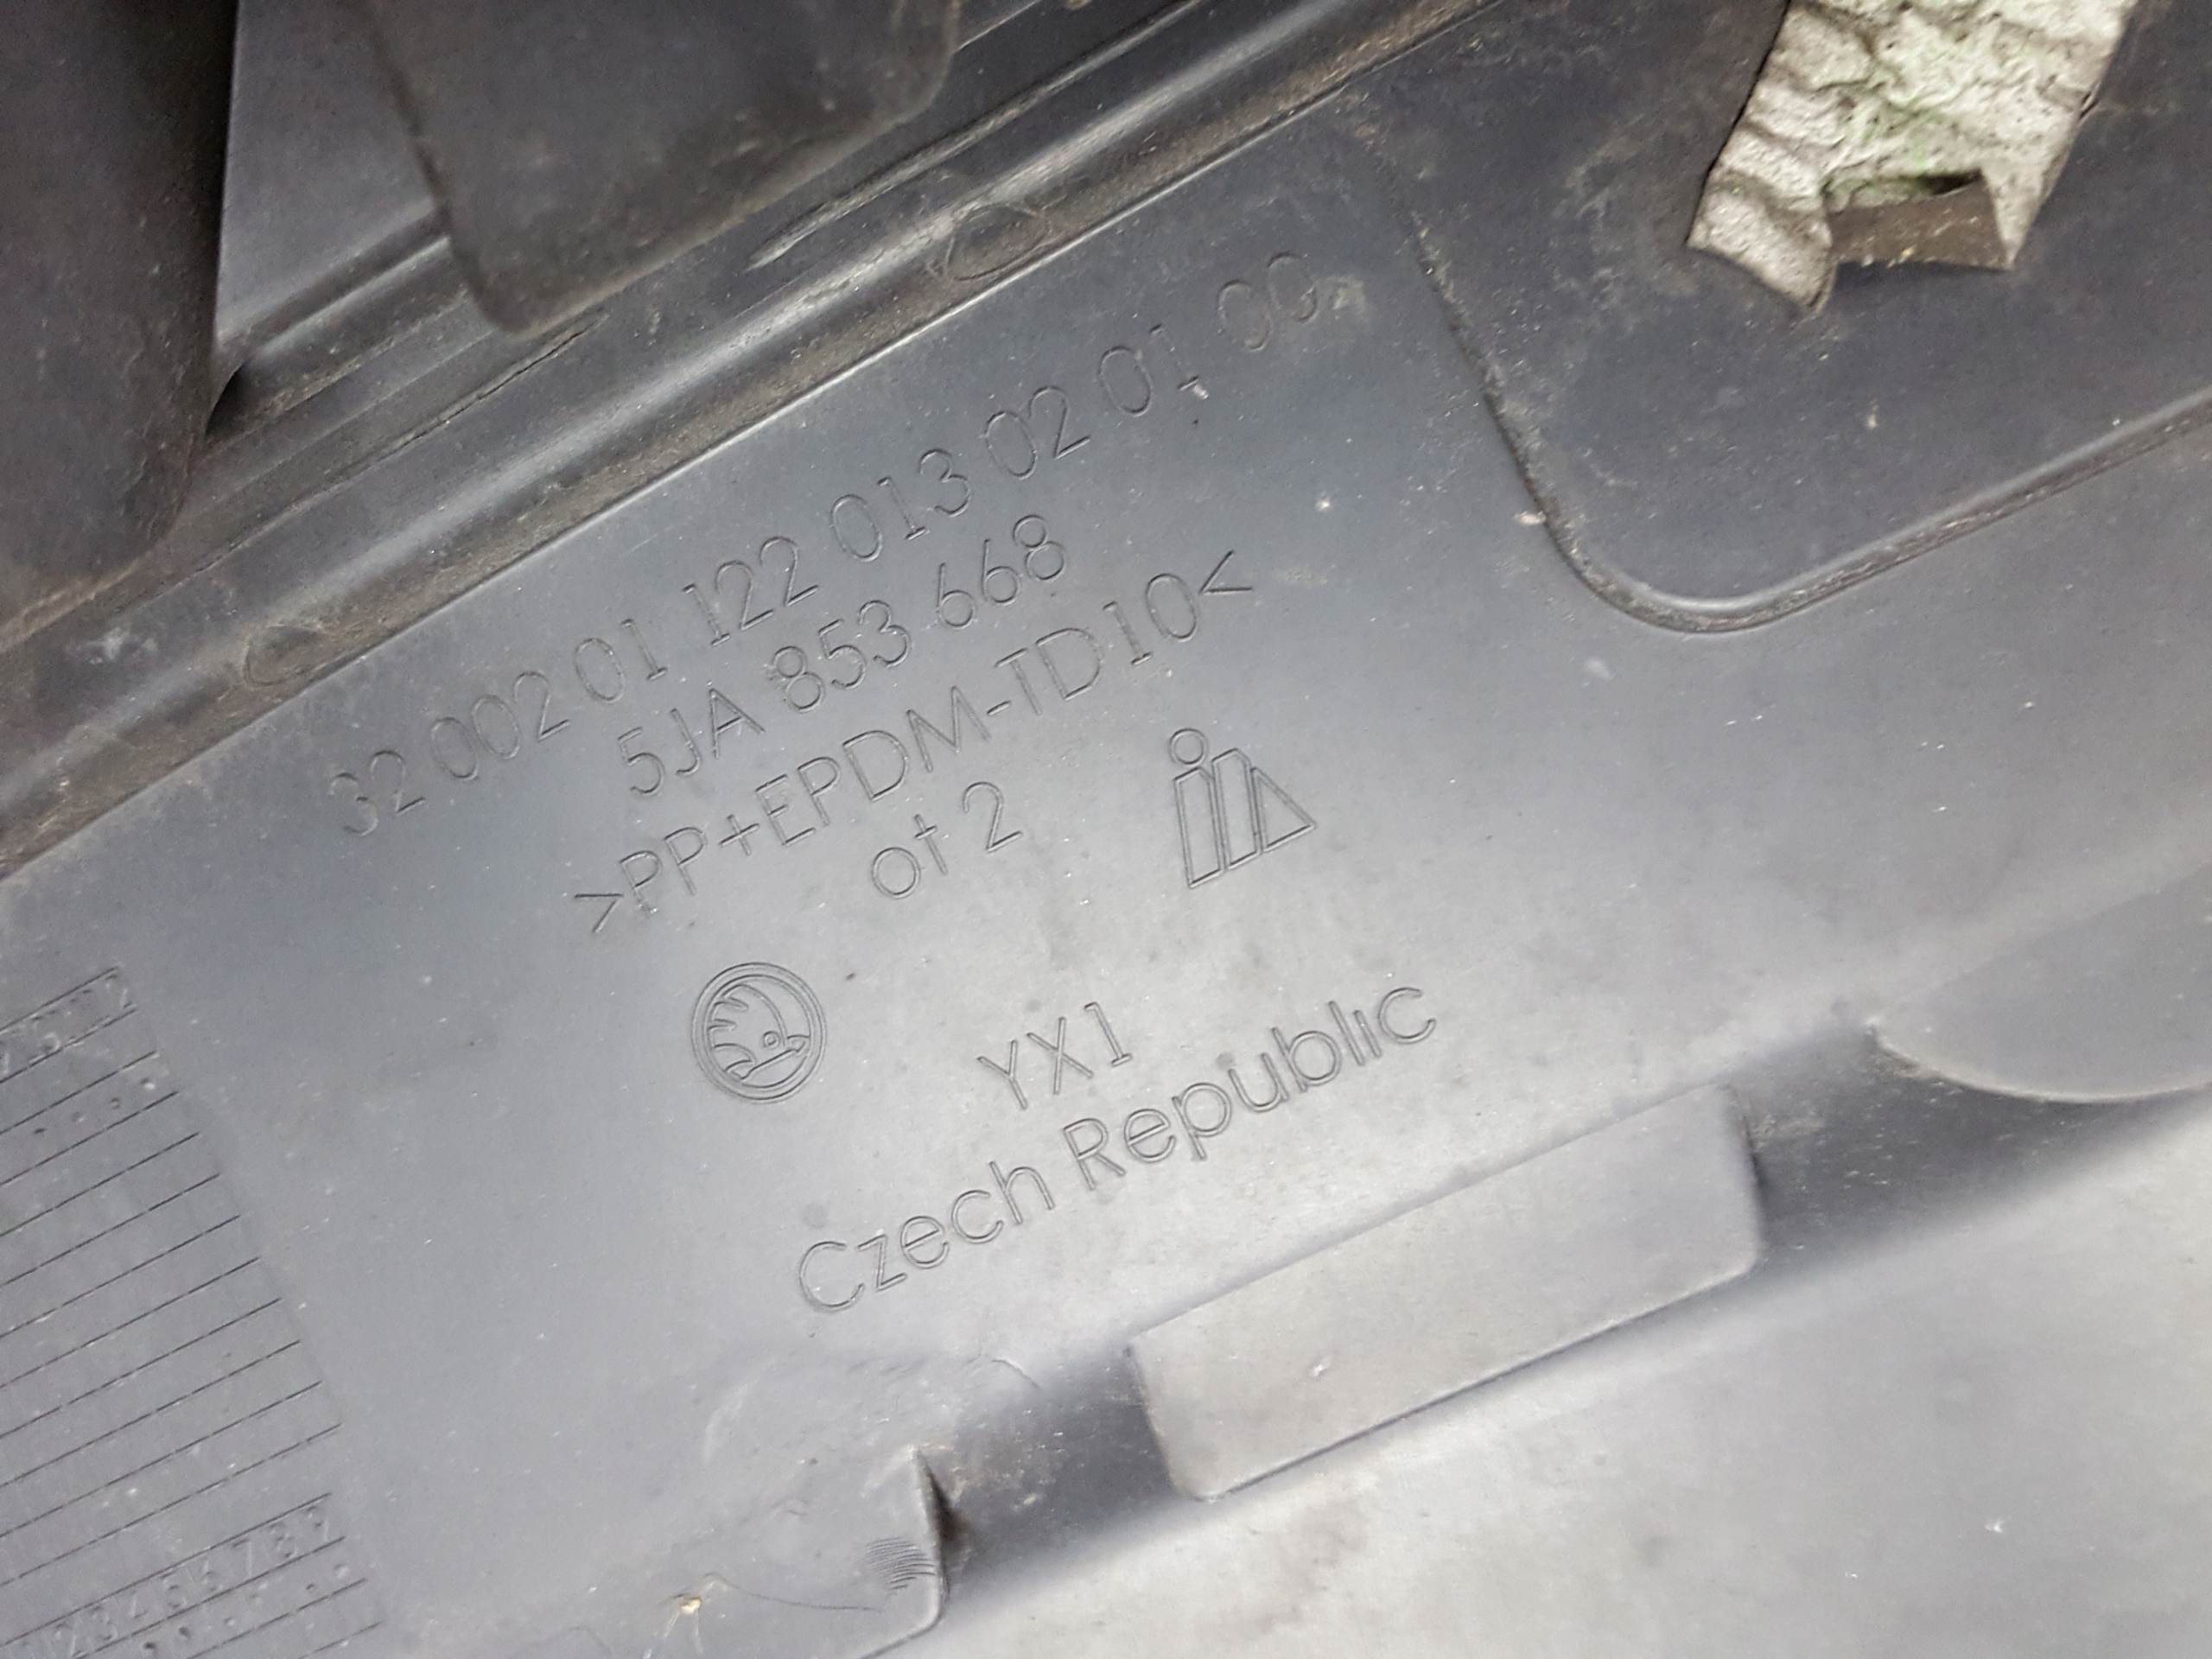 32 002 01 122 013 02 01 00
5JA 853 668
>PP+EPDM-TD10<
ot 2
YX1
Czech Republic
123456789